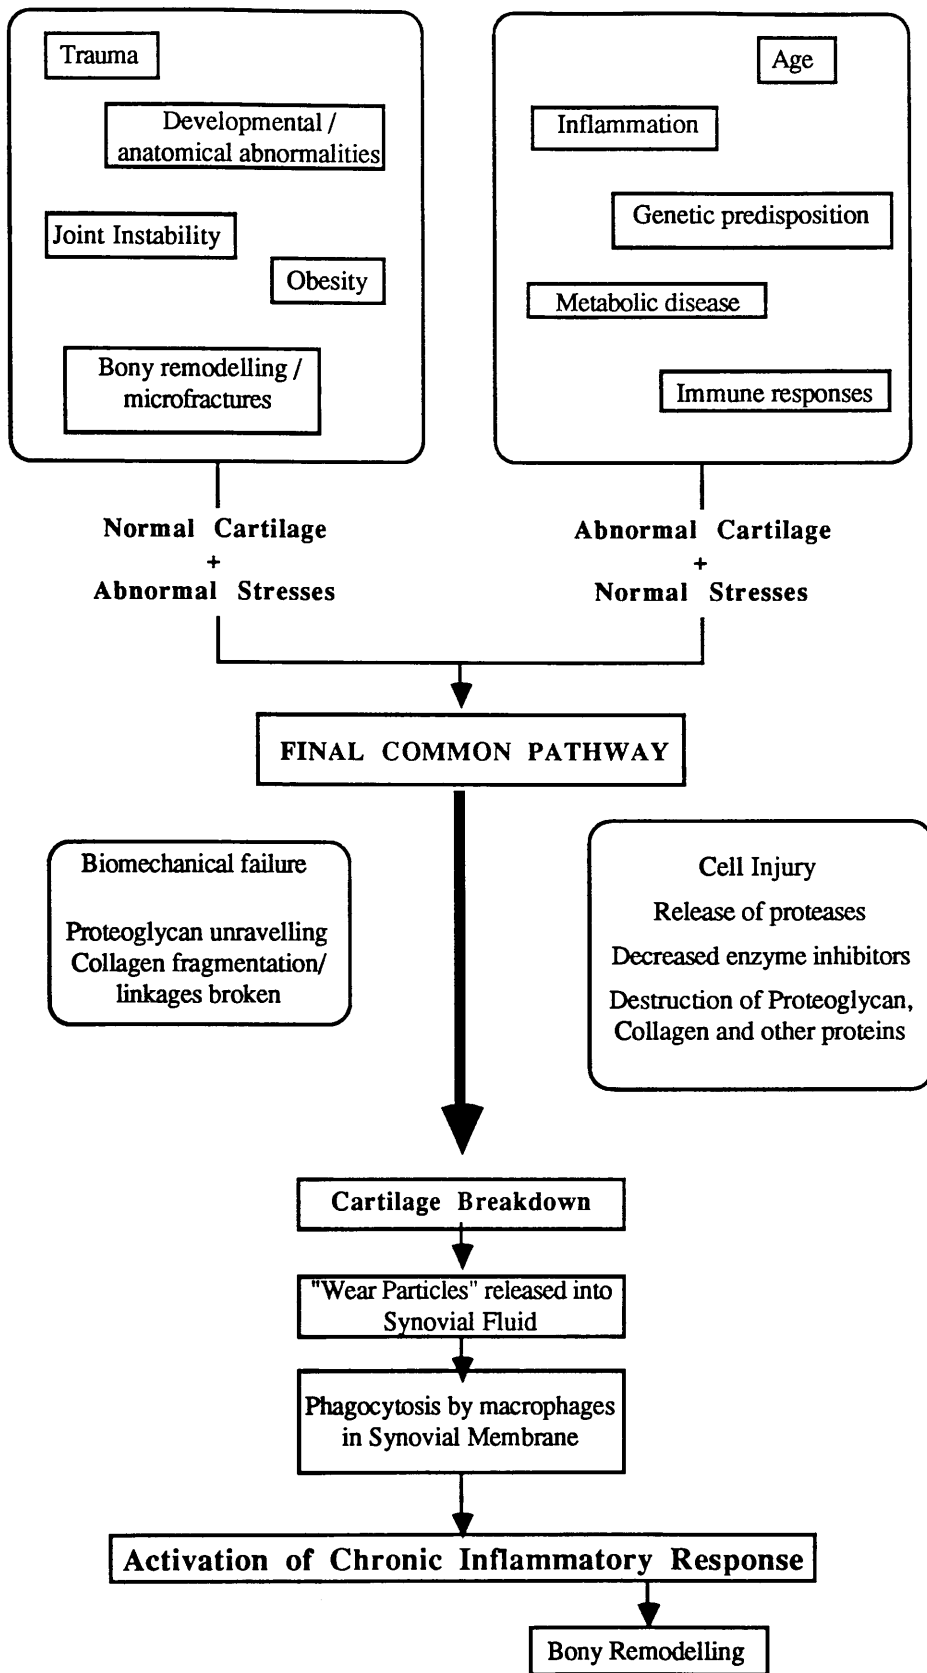 Trauma
Developmental /
anatomical abnormalities
Joint Instability
Obesity
Bony remodelling /
microfractures
Age
Inflammation
Genetic predisposition
Metabolic disease
Immune responses
Normal Cartilage
+
Abnormal Stresses
Abnormal Cartilage
+
Normal Stresses
FINAL COMMON PATHWAY
Biomechanical failure
Proteoglycan unravelling
Collagen fragmentation/
linkages broken
Cell Injury
Release of proteases
Decreased enzyme inhibitors
Destruction of Proteoglycan,
Collagen and other proteins
Cartilage Breakdown
"Wear Particles" released into
Synovial Fluid
Phagocytosis by macrophages
in Synovial Membrane
Activation of Chronic Inflammatory Response
Bony Remodelling